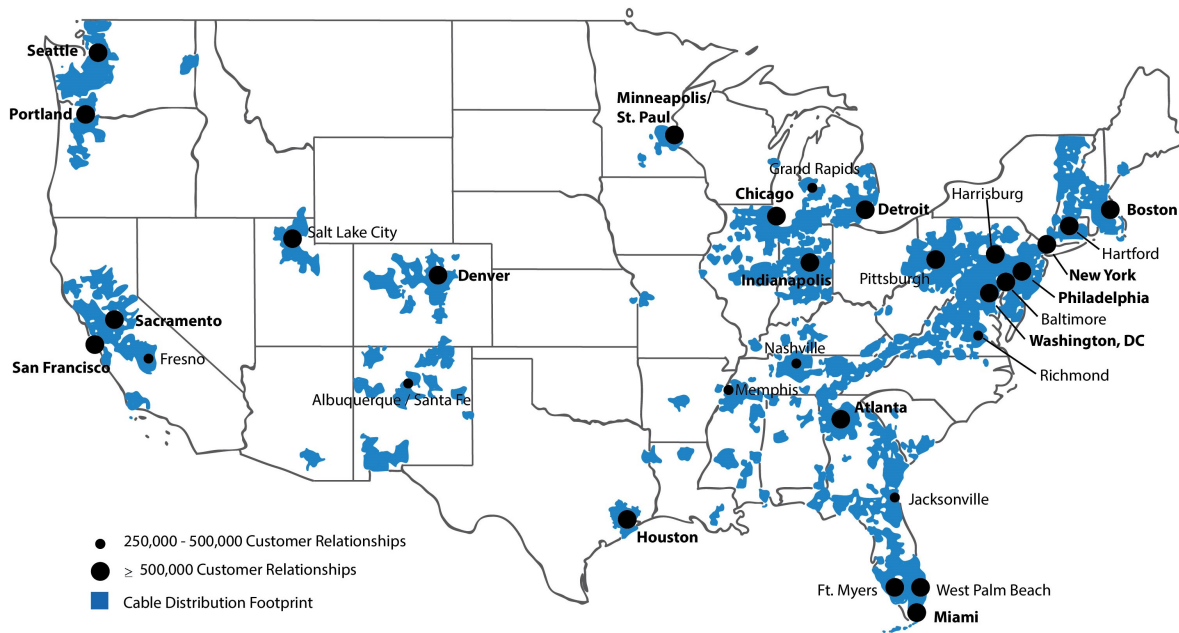 Seattle
Portland
Minneapolis/
St. Paul
Grand Rapids
Chicago
Detroit
Harrisburg
Boston
Salt Lake City
Hartford
Denver
Indianapolis
Pittsburgh
New York
Philadelphia
Sacramento
Baltimore
Washington, DC
San Francisco
Fresno
Nashville
Richmond
Albuquerque / Santa Fe
Memphis
Atlanta
Jacksonville
Houston
Ft. Myers
West Palm Beach
Miami
250,000 - 500,000 Customer Relationships
≥ 500,000 Customer Relationships
Cable Distribution Footprint